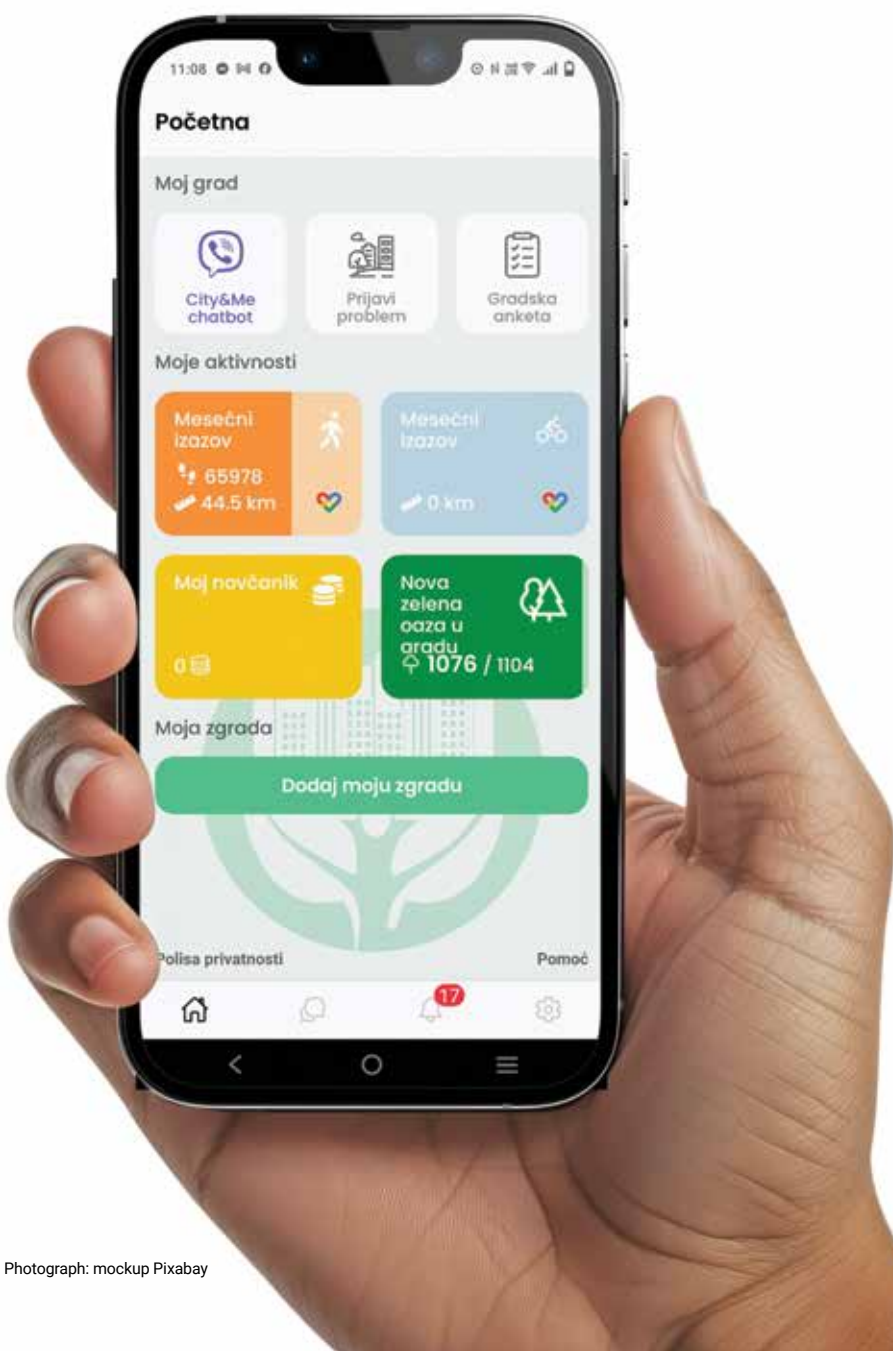 11:08
Početna
Moj grad
City&Me
chatbot
Prijavi
problem
Gradska
anketa
Moje aktivnosti
Mesečni
izazov
65978
44.5 km
Mesečni
izazov
0 km
Moj novčanik
0
Nova
zelena
oaza u
gradu
1076 / 1104
Moja zgrada
Dodaj moju zgradu
Polisa privatnosti
Pomoć
17
Photograph: mockup Pixabay